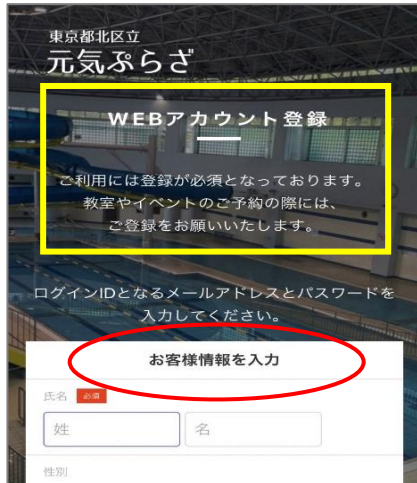 東京都北区立
元気ぷらざ
WEBアカウント登録
ご利用には登録が必須となっております。
教室やイベントのご予約の際には、
ご登録をお願いいたします。
ログインIDとなるメールアドレスとパスワードを
入力してください。
お客様情報を入力
氏名 必須
姓 名
性別